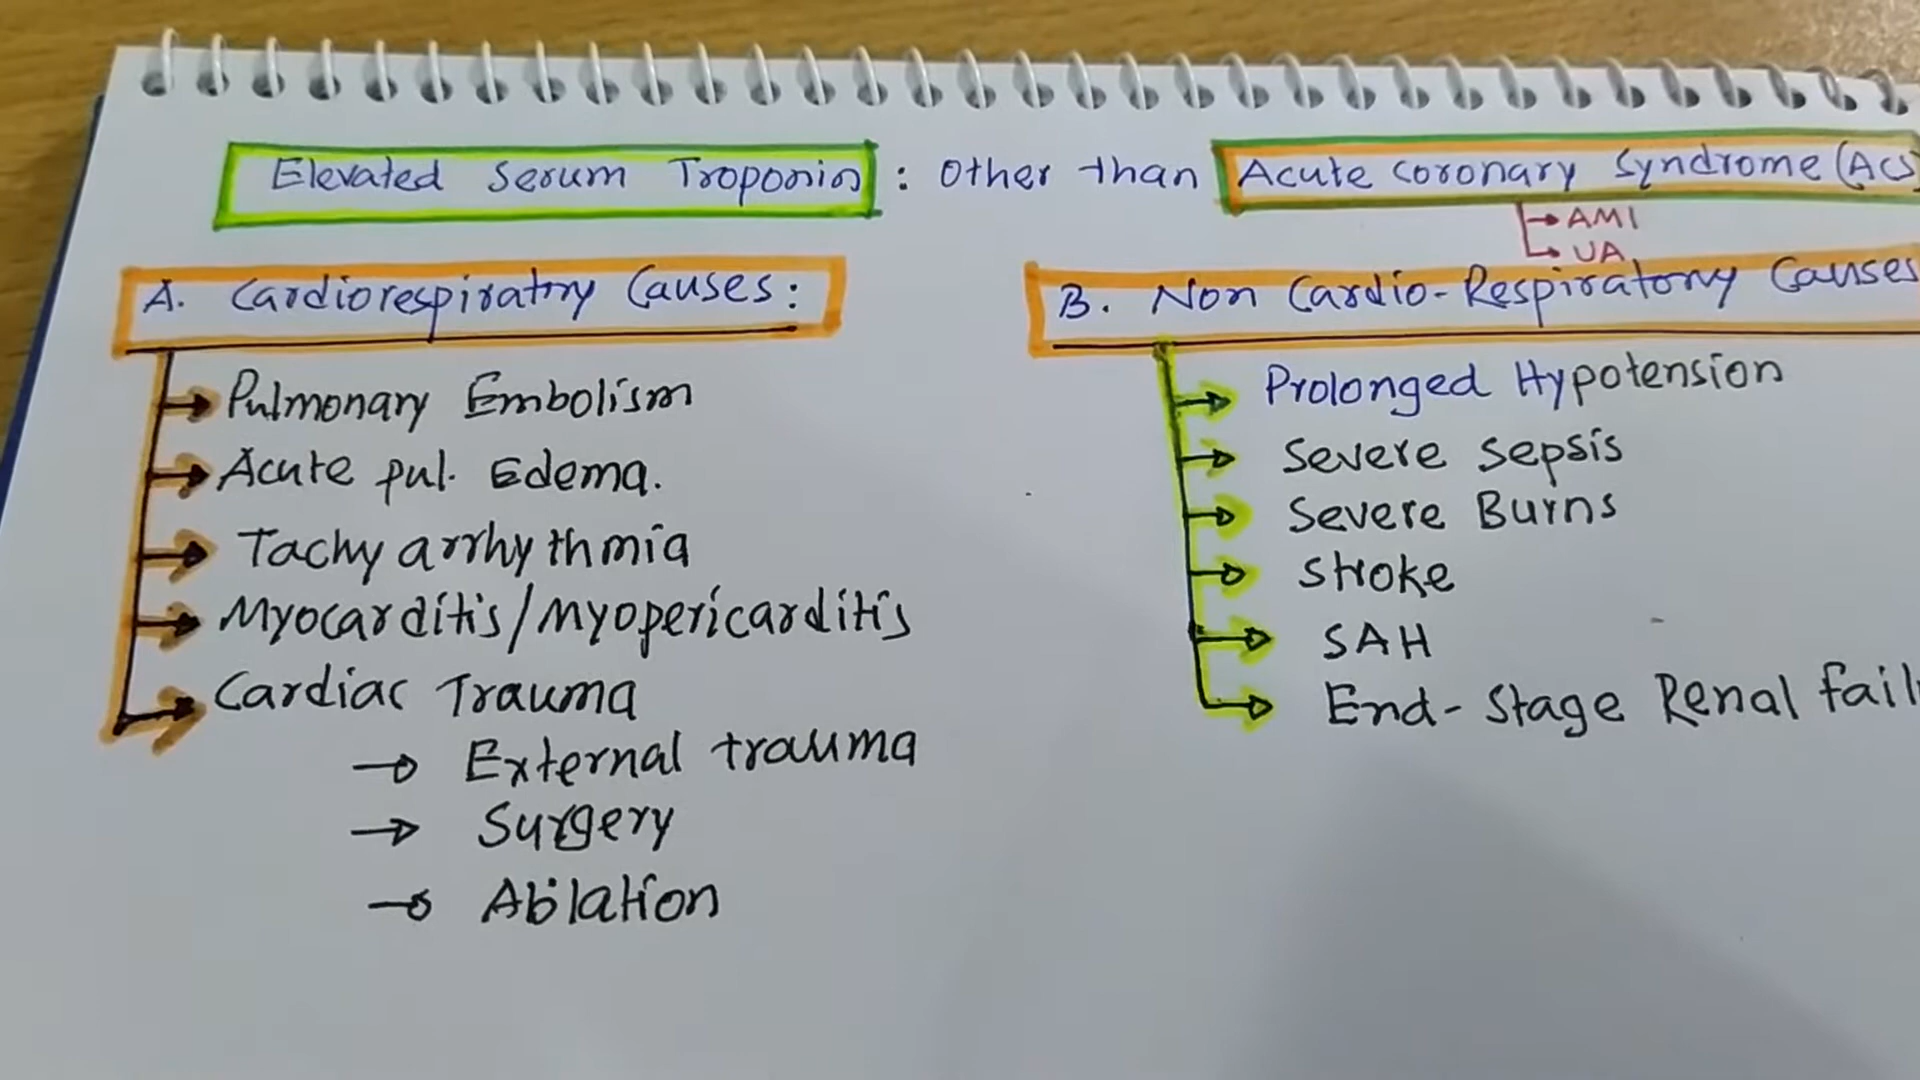 Elevated Serum Troponin : Other than Acute coronary Syndrome (ACS)
AMI
UA
A. Cardiorespiratory Causes:
Pulmonary Embolism
Acute pul. Edema.
Tachy arrhythmia
Myocarditis/Myopericarditis
Cardiac Trauma
External trauma
Surgery
Ablation
B. Non Cardio-Respiratory Causes
Prolonged Hypotension
Severe Sepsis
Severe Burns
Stroke
SAH
End-Stage Renal fail